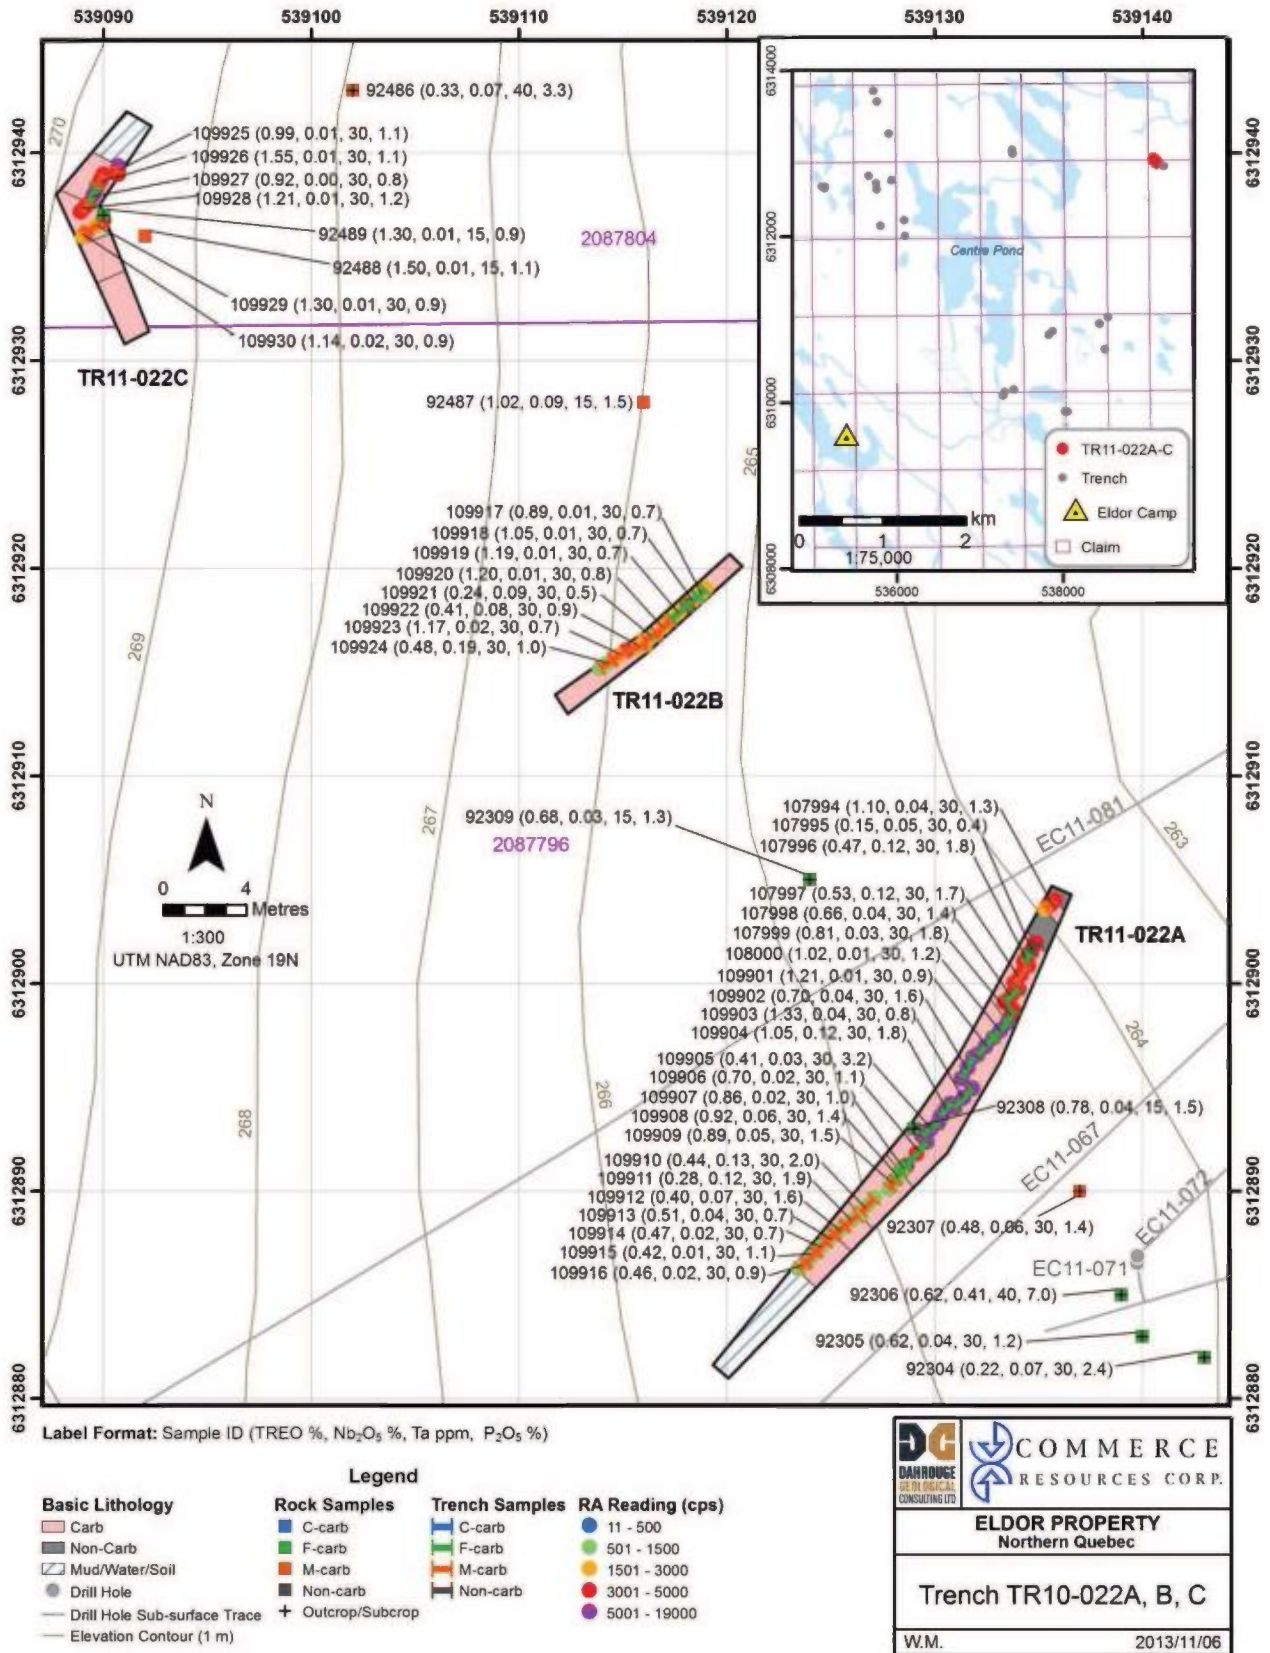 539090 539100 539110 539120 539130 539140
6312940
6312930
6312920
6312910
6312900
6312890
6312880
6312940
6312930
6312920
6312910
6312900
6312890
6312880
270
92486 (0.33, 0.07, 40, 3.3)
109925 (0.99, 0.01, 30, 1.1)
109926 (1.55, 0.01, 30, 1.1)
109927 (0.92, 0.00, 30, 0.8)
109928 (1.21, 0.01, 30, 1.2)
92489 (1.30, 0.01, 15, 0.9)
2087804
92488 (1.50, 0.01, 15, 1.1)
109929 (1.30, 0.01, 30, 0.9)
109930 (1.14, 0.02, 30, 0.9)
TR11-022C
92487 (1.02, 0.09, 15, 1.5)
265
6314000
6312000
6310000
6308000
Centre Pond
TR11-022A-C
Trench
Eldor Camp
Claim
km
0 1 2
1:75,000
536000 538000
109917 (0.89, 0.01, 30, 0.7)
109918 (1.05, 0.01, 30, 0.7)
109919 (1.19, 0.01, 30, 0.7)
109920 (1.20, 0.01, 30, 0.8)
109921 (0.24, 0.09, 30, 0.5)
109922 (0.41, 0.08, 30, 0.9)
109923 (1.17, 0.02, 30, 0.7)
109924 (0.48, 0.19, 30, 1.0)
269
TR11-022B
N
0 4
Metres
1:300
UTM NAD83, Zone 19N
267
92309 (0.68, 0.03, 15, 1.3)
2087796
107994 (1.10, 0.04, 30, 1.3)
107995 (0.15, 0.05, 30, 0.4)
107996 (0.47, 0.12, 30, 1.8)
EC11-081
263
107997 (0.53, 0.12, 30, 1.7)
107998 (0.66, 0.04, 30, 1.4)
107999 (0.81, 0.03, 30, 1.8)
108000 (1.02, 0.01, 30, 1.2)
TR11-022A
109901 (1.21, 0.01, 30, 0.9)
109902 (0.70, 0.04, 30, 1.6)
109903 (1.33, 0.04, 30, 0.8)
109904 (1.05, 0.12, 30, 1.8)
264
109905 (0.41, 0.03, 30, 3.2)
109906 (0.70, 0.02, 30, 1.1)
109907 (0.86, 0.02, 30, 1.0)
109908 (0.92, 0.06, 30, 1.4)
109909 (0.89, 0.05, 30, 1.5)
266
268
92308 (0.78, 0.04, 15, 1.5)
EC11-067
109910 (0.44, 0.13, 30, 2.0)
109911 (0.28, 0.12, 30, 1.9)
109912 (0.40, 0.07, 30, 1.6)
109913 (0.51, 0.04, 30, 0.7)
109914 (0.47, 0.02, 30, 0.7)
109915 (0.42, 0.01, 30, 1.1)
109916 (0.46, 0.02, 30, 0.9)
EC11-072
92307 (0.48, 0.06, 30, 1.4)
EC11-071
92306 (0.62, 0.41, 40, 7.0)
92305 (0.62, 0.04, 30, 1.2)
92304 (0.22, 0.07, 30, 2.4)
Label Format: Sample ID (TREO %, Nb₂O₅ %, Ta ppm, P₂O₅ %)
Legend
Basic Lithology
Carb
Non-Carb
Mud/Water/Soil
Drill Hole
Drill Hole Sub-surface Trace
Elevation Contour (1 m)
Rock Samples
C-carb
F-carb
M-carb
Non-carb
Outcrop/Subcrop
Trench Samples
C-carb
F-carb
M-carb
Non-carb
RA Reading (cps)
11 - 500
501 - 1500
1501 - 3000
3001 - 5000
5001 - 19000
DAHROUGE
GEOLOGICAL
CONSULTING LTD
COMMERCE
RESOURCES CORP.
ELDOR PROPERTY
Northern Quebec
Trench TR10-022A, B, C
W.M. 2013/11/06